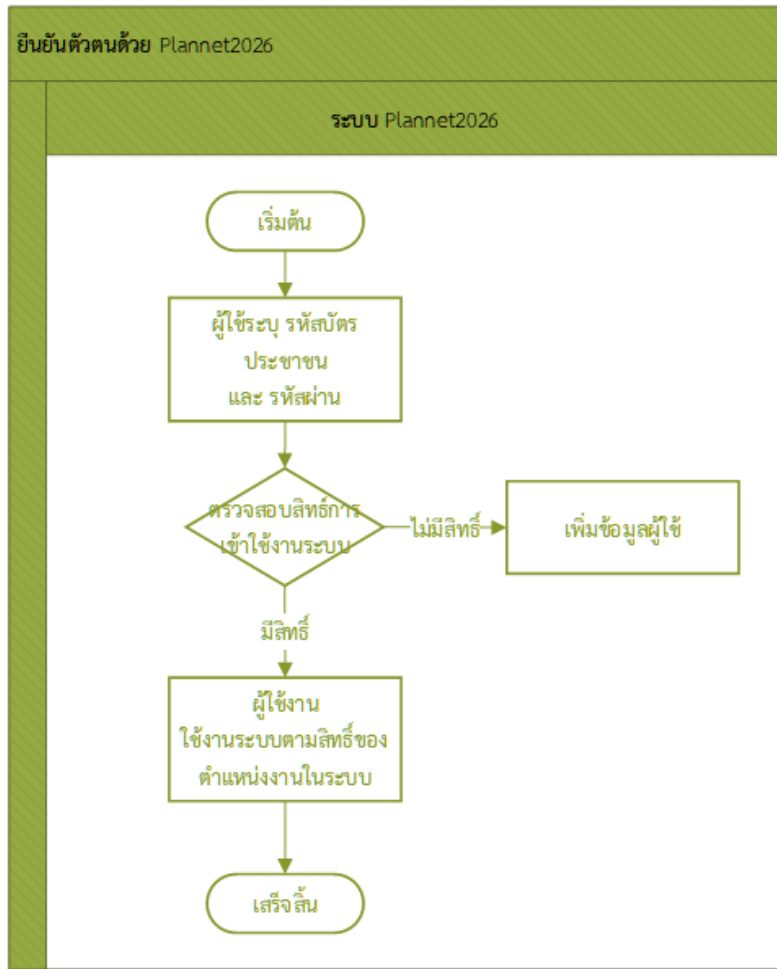 ยืนยันตัวตนด้วย Plannet2026
ระบบ Plannet2026
เริ่มต้น
ผู้ใช้ระบุ รหัสบัตร
ประชาชน
และ รหัสผ่าน
ตรวจสอบสิทธิ์การ
เข้าใช้งานระบบ
ไม่มีสิทธิ์
เพิ่มข้อมูลผู้ใช้
มีสิทธิ์
ผู้ใช้งาน
ใช้งานระบบตามสิทธิ์ของ
ตำแหน่งงานในระบบ
เสร็จสิ้น